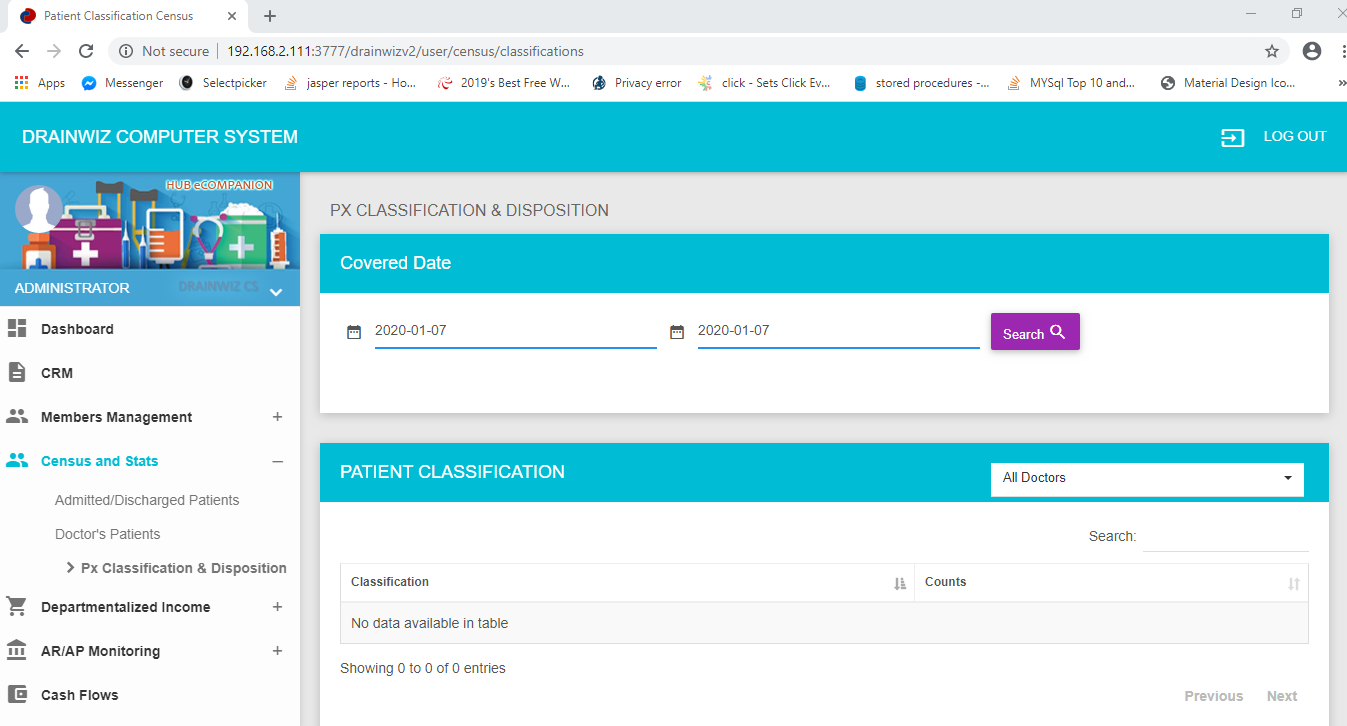 Patient Classification Census
Not secure 192.168.2.111:3777/drainwizv2/user/census/classifications
Apps Messenger Selectpicker jasper reports - Ho... 2019's Best Free W... Privacy error click - Sets Click Ev... stored procedures -... MYSql Top 10 and... Material Design Ico...
DRAINWIZ COMPUTER SYSTEM
LOG OUT
HUB eCOMPANION
ADMINISTRATOR
DRAINWIZ CS
Dashboard
CRM
Members Management
Census and Stats
Admitted/Discharged Patients
Doctor's Patients
Px Classification & Disposition
Departmentalized Income
AR/AP Monitoring
Cash Flows
PX CLASSIFICATION & DISPOSITION
Covered Date
2020-01-07 2020-01-07 Search
PATIENT CLASSIFICATION
All Doctors
Search:
Classification Counts
No data available in table
Showing 0 to 0 of 0 entries
Previous Next